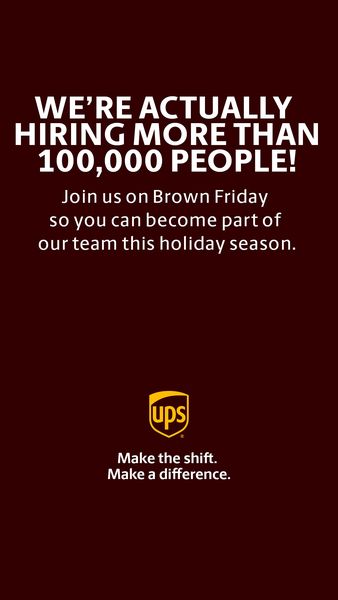 WE’RE ACTUALLY
HIRING MORE THAN
100,000 PEOPLE!
Join us on Brown Friday
so you can become part of
our team this holiday season.
ups
Make the shift.
Make a difference.